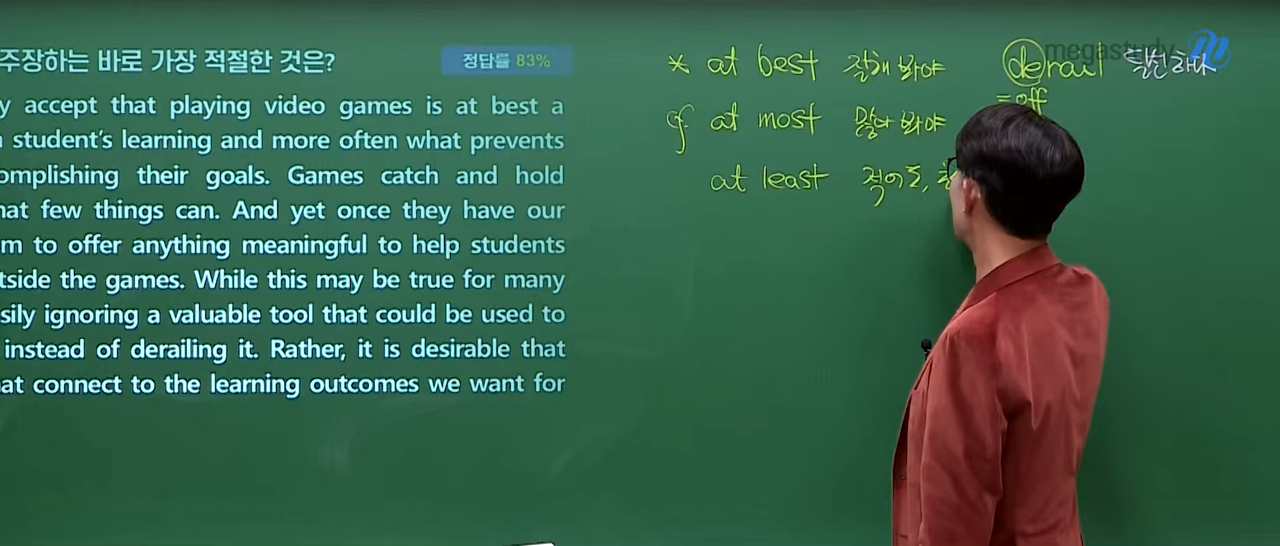 주장하는 바로 가장 적절한 것은?
정답률 83%
y accept that playing video games is at best a
student's learning and more often what prevents
omplishing their goals. Games catch and hold
hat few things can. And yet once they have our
m to offer anything meaningful to help students
tside the games. While this may be true for many
sily ignoring a valuable tool that could be used to
instead of derailing it. Rather, it is desirable that
hat connect to the learning outcomes we want for
* at best 잘해 봐야
cf at most 많아 봐야
at least 적어도,
derail 탈선하다
=off
megastudy